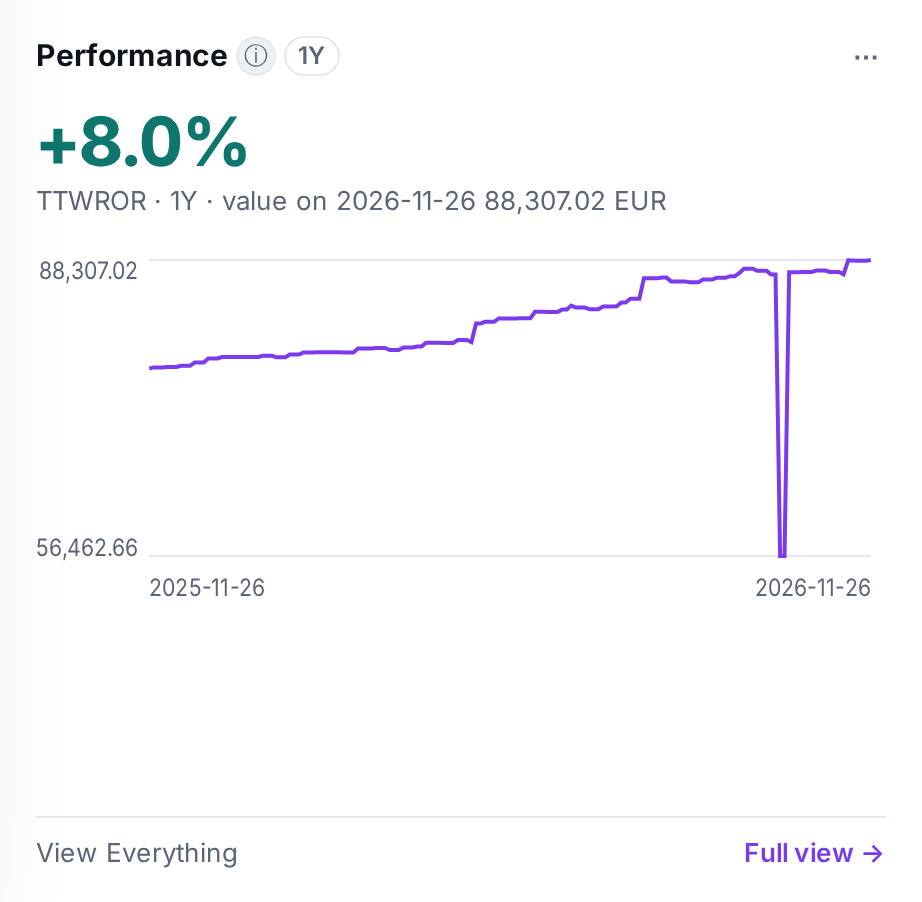 Performance ⓘ 1Y ...
+8.0%
TTWROR · 1Y · value on 2026-11-26 88,307.02 EUR
88,307.02
56,462.66
2025-11-26 2026-11-26
View Everything Full view →